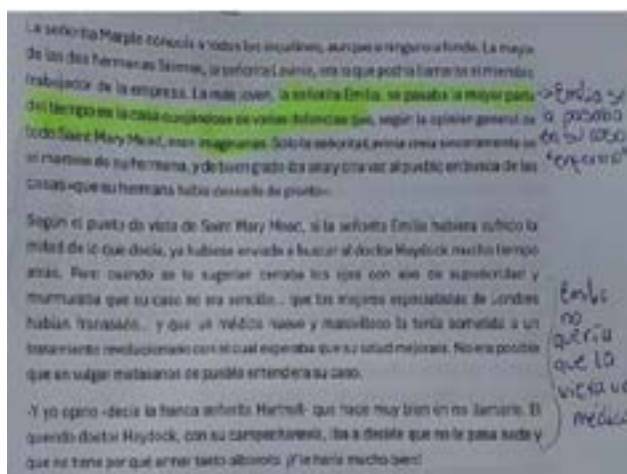 La señorita Marple conocía a todos los inquilinos, aunque a ninguno a fondo. La mayor
de las dos hermanas Skinner, la señorita Lavinia, era lo que podría llamarse el miembro
trabajador de la empresa. La más joven, la señorita Emilia, se pasaba la mayor parte
del tiempo en la casa quejándose de varias dolencias que, según la opinión general de
todo Saint Mary Mead, eran imaginarias. Sólo la señorita Lavinia creía sinceramente en
el martirio de su hermana, y de buen grado iba una y otra vez al pueblo en busca de las
cosas «que su hermana había deseado de pronto».
Según el punto de vista de Saint Mary Mead, si la señorita Emilia hubiera sufrido la
mitad de lo que decía, ya hubiese enviado a buscar al doctor Haydock mucho tiempo
atrás. Pero cuando se lo sugerían cerraba los ojos con aire de superioridad y
murmuraba que su caso no era sencillo... que los mejores especialistas de Londres
habían fracasado... y que un médico nuevo y maravilloso la tenía sometida a un
tratamiento revolucionario con el cual esperaba que su salud mejorara. No era posible
que un vulgar matasanos de pueblo entendiera su caso.
-Y yo opino -decía la franca señorita Hartnell- que hace muy bien en no llamarle. El
querido doctor Haydock, con su campechanería, iba a decirle que no le pasa nada y
que no tiene por qué armar tanto alboroto. ¡Y le haría mucho bien!
Emilia se
la pasaba
en su casa
"enferma"
Emilia
no
quería
que la
viera un
médico